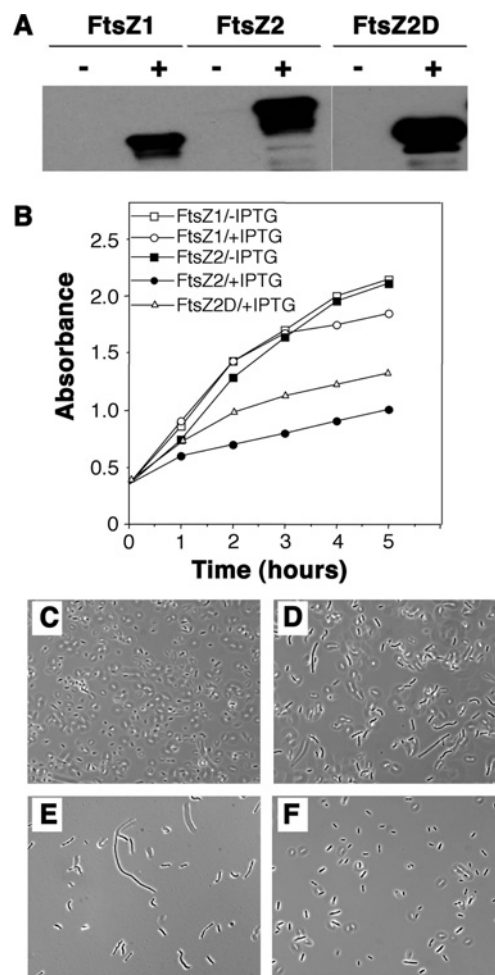 A FtsZ1 FtsZ2 FtsZ2D
- + - + - +
B
FtsZ1/-IPTG
FtsZ1/+IPTG
FtsZ2/-IPTG
FtsZ2/+IPTG
FtsZ2D/+IPTG
2.5
2.0
1.5
1.0
0.5
Absorbance
0 1 2 3 4 5
Time (hours)
C D
E F